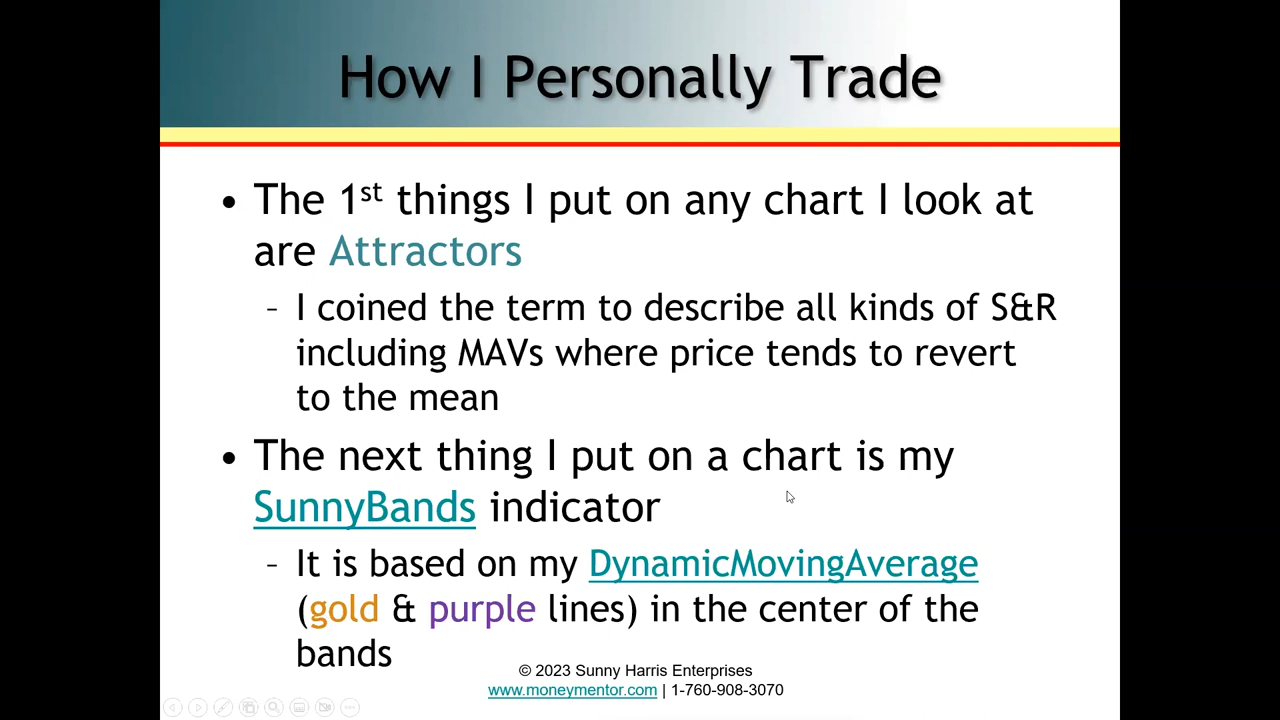 How I Personally Trade
• The 1st things I put on any chart I look at
are Attractors
– I coined the term to describe all kinds of S&R
including MAVs where price tends to revert
to the mean
• The next thing I put on a chart is my
SunnyBands indicator
– It is based on my DynamicMovingAverage
(gold & purple lines) in the center of the
bands
© 2023 Sunny Harris Enterprises
www.moneymentor.com | 1-760-908-3070